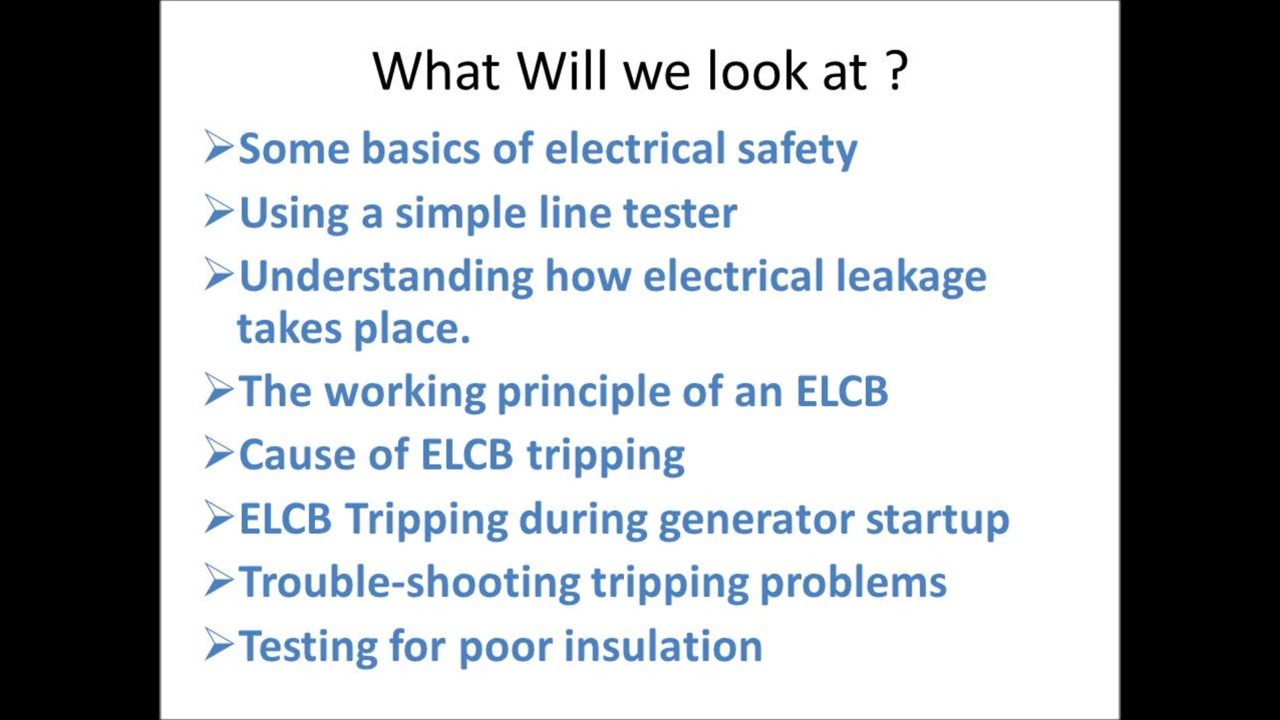 What Will we look at ?
➢Some basics of electrical safety
➢Using a simple line tester
➢Understanding how electrical leakage
takes place.
➢The working principle of an ELCB
➢Cause of ELCB tripping
➢ELCB Tripping during generator startup
➢Trouble-shooting tripping problems
➢Testing for poor insulation